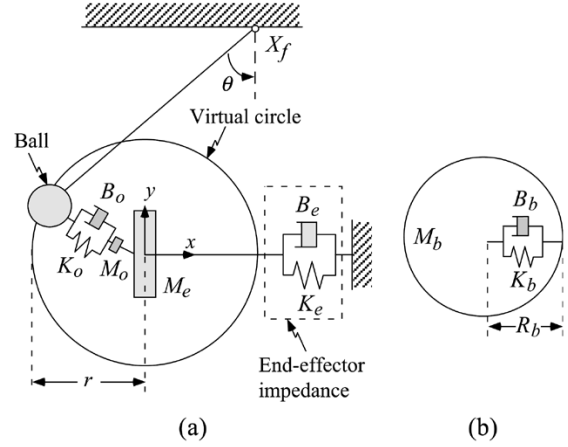 X_f
θ
Virtual circle
Ball
B_o
y
B_e
B_b
x
M_b
K_o
M_o
M_e
K_e
K_b
R_b
End-effector
impedance
r
(a)
(b)